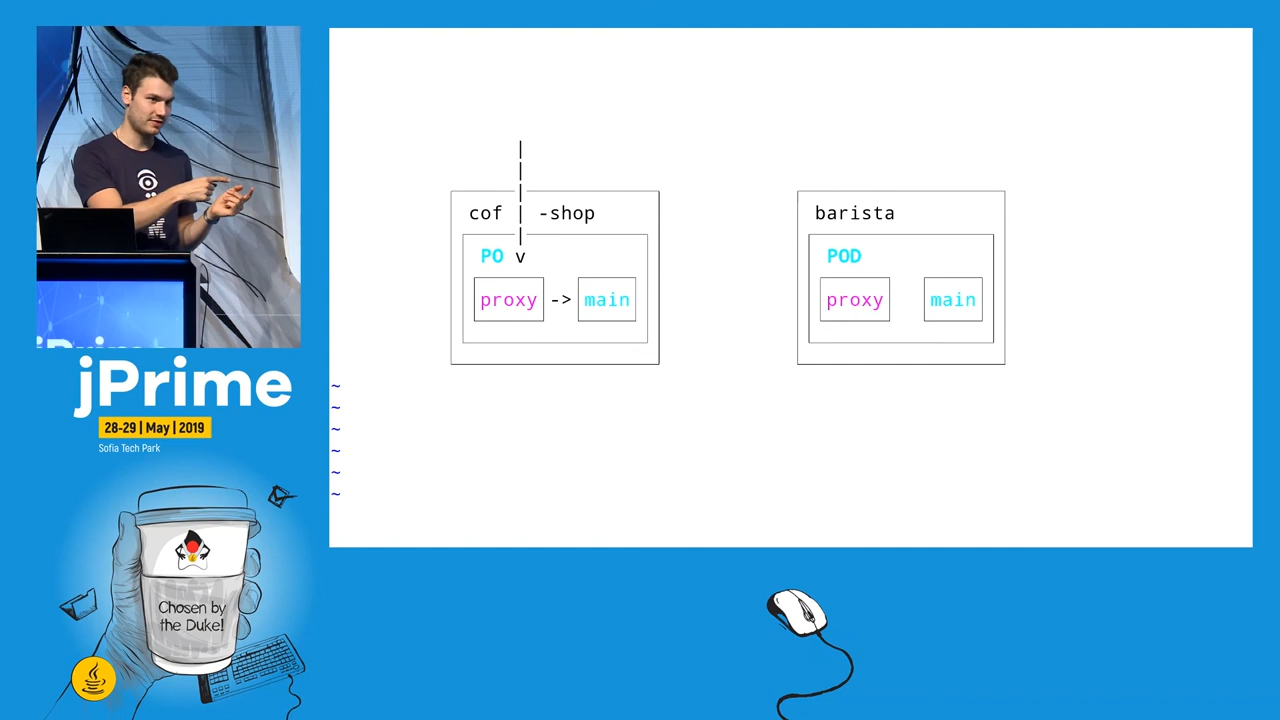 cof | -shop
PO v
proxy -> main
barista
POD
proxy main
~
~
~
~
~
~
M
jPrime
jPrime
28-29 | May | 2019
Sofia Tech Park
Chosen by
the Duke!